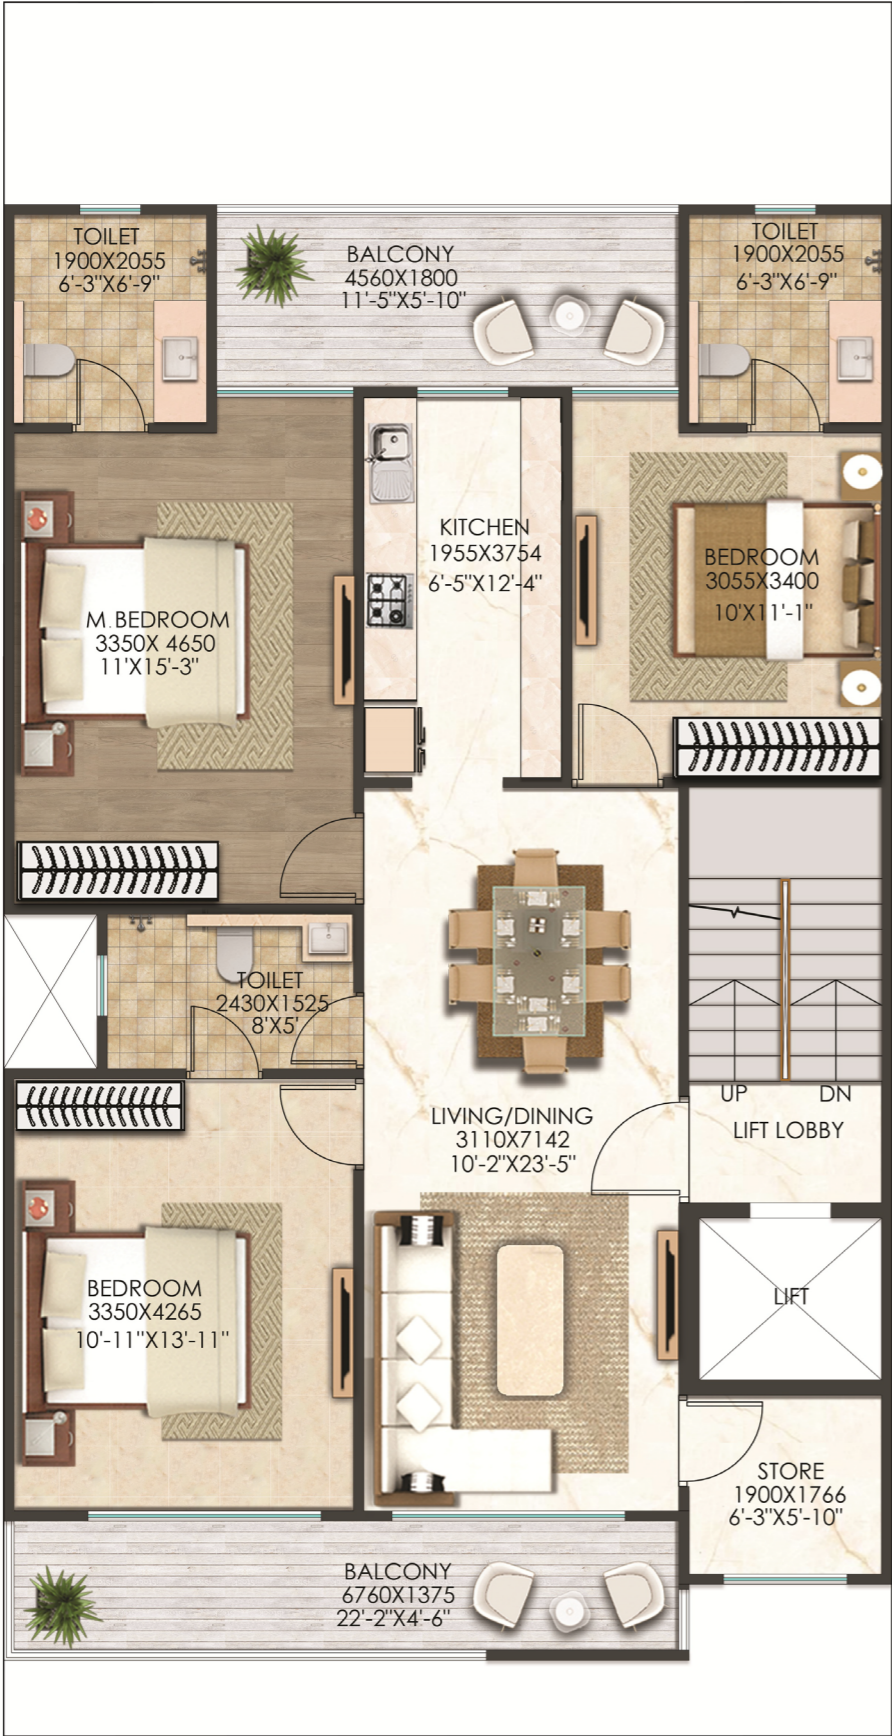 TOILET
1900X2055
6'-3"X6'-9"
BALCONY
4560X1800
11'-5"X5'-10"
TOILET
1900X2055
6'-3"X6'-9"
KITCHEN
1955X3754
6'-5"X12'-4"
BEDROOM
3055X3400
10'X11'-1"
M.BEDROOM
3350X 4650
11'X15'-3"
TOILET
2430X1525
8'X5'
UP
DN
LIFT LOBBY
LIVING/DINING
3110X7142
10'-2"X23'-5"
BEDROOM
3350X4265
10'-11"X13'-11"
LIFT
STORE
1900X1766
6'-3"X5'-10"
BALCONY
6760X1375
22'-2"X4'-6"